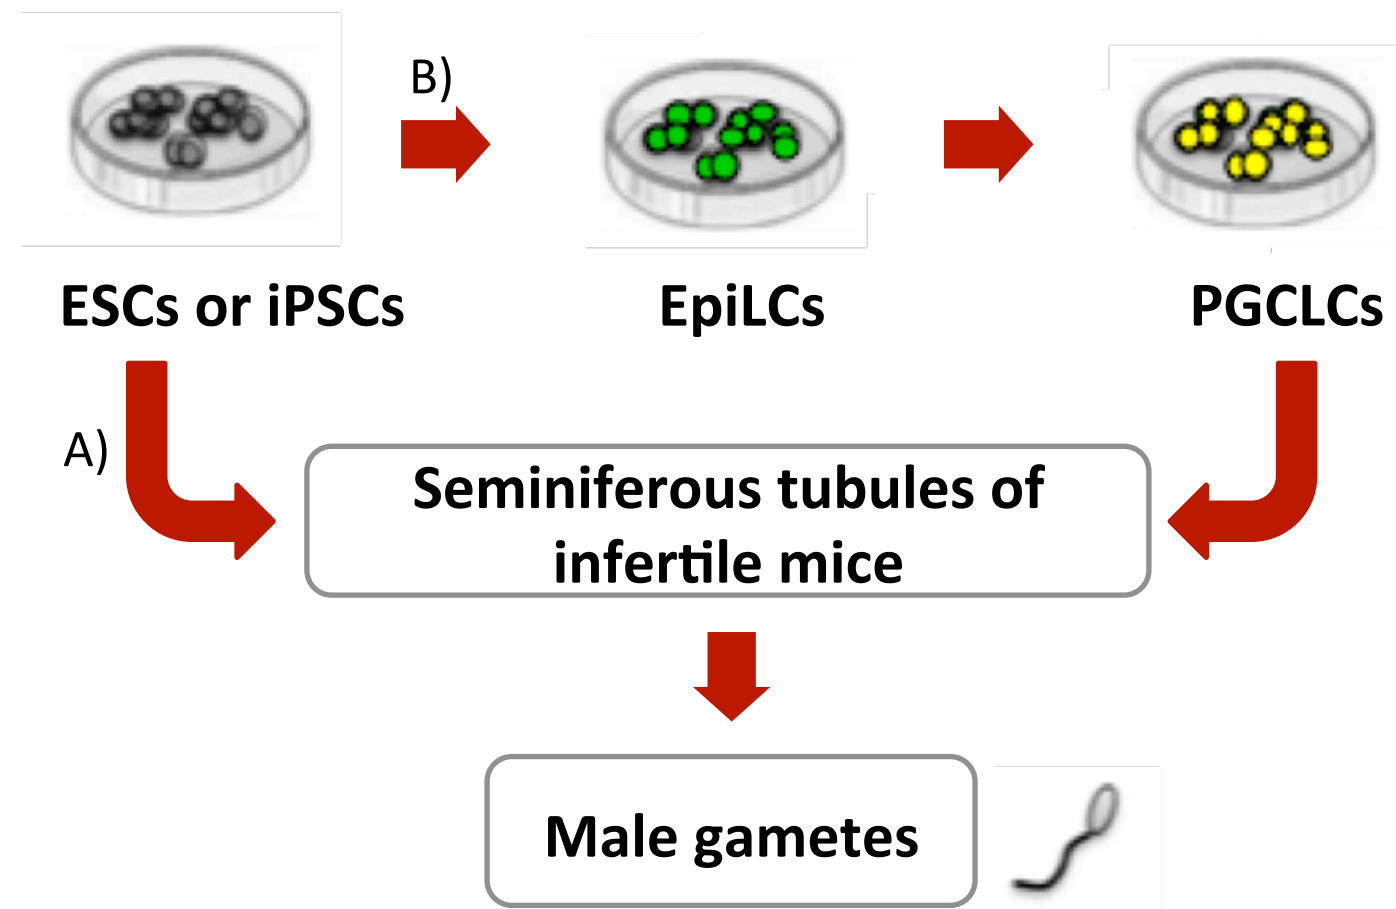 B)
ESCs or iPSCs
EpiLCs
PGCLCs
A)
Seminiferous tubules of
infertile mice
Male gametes